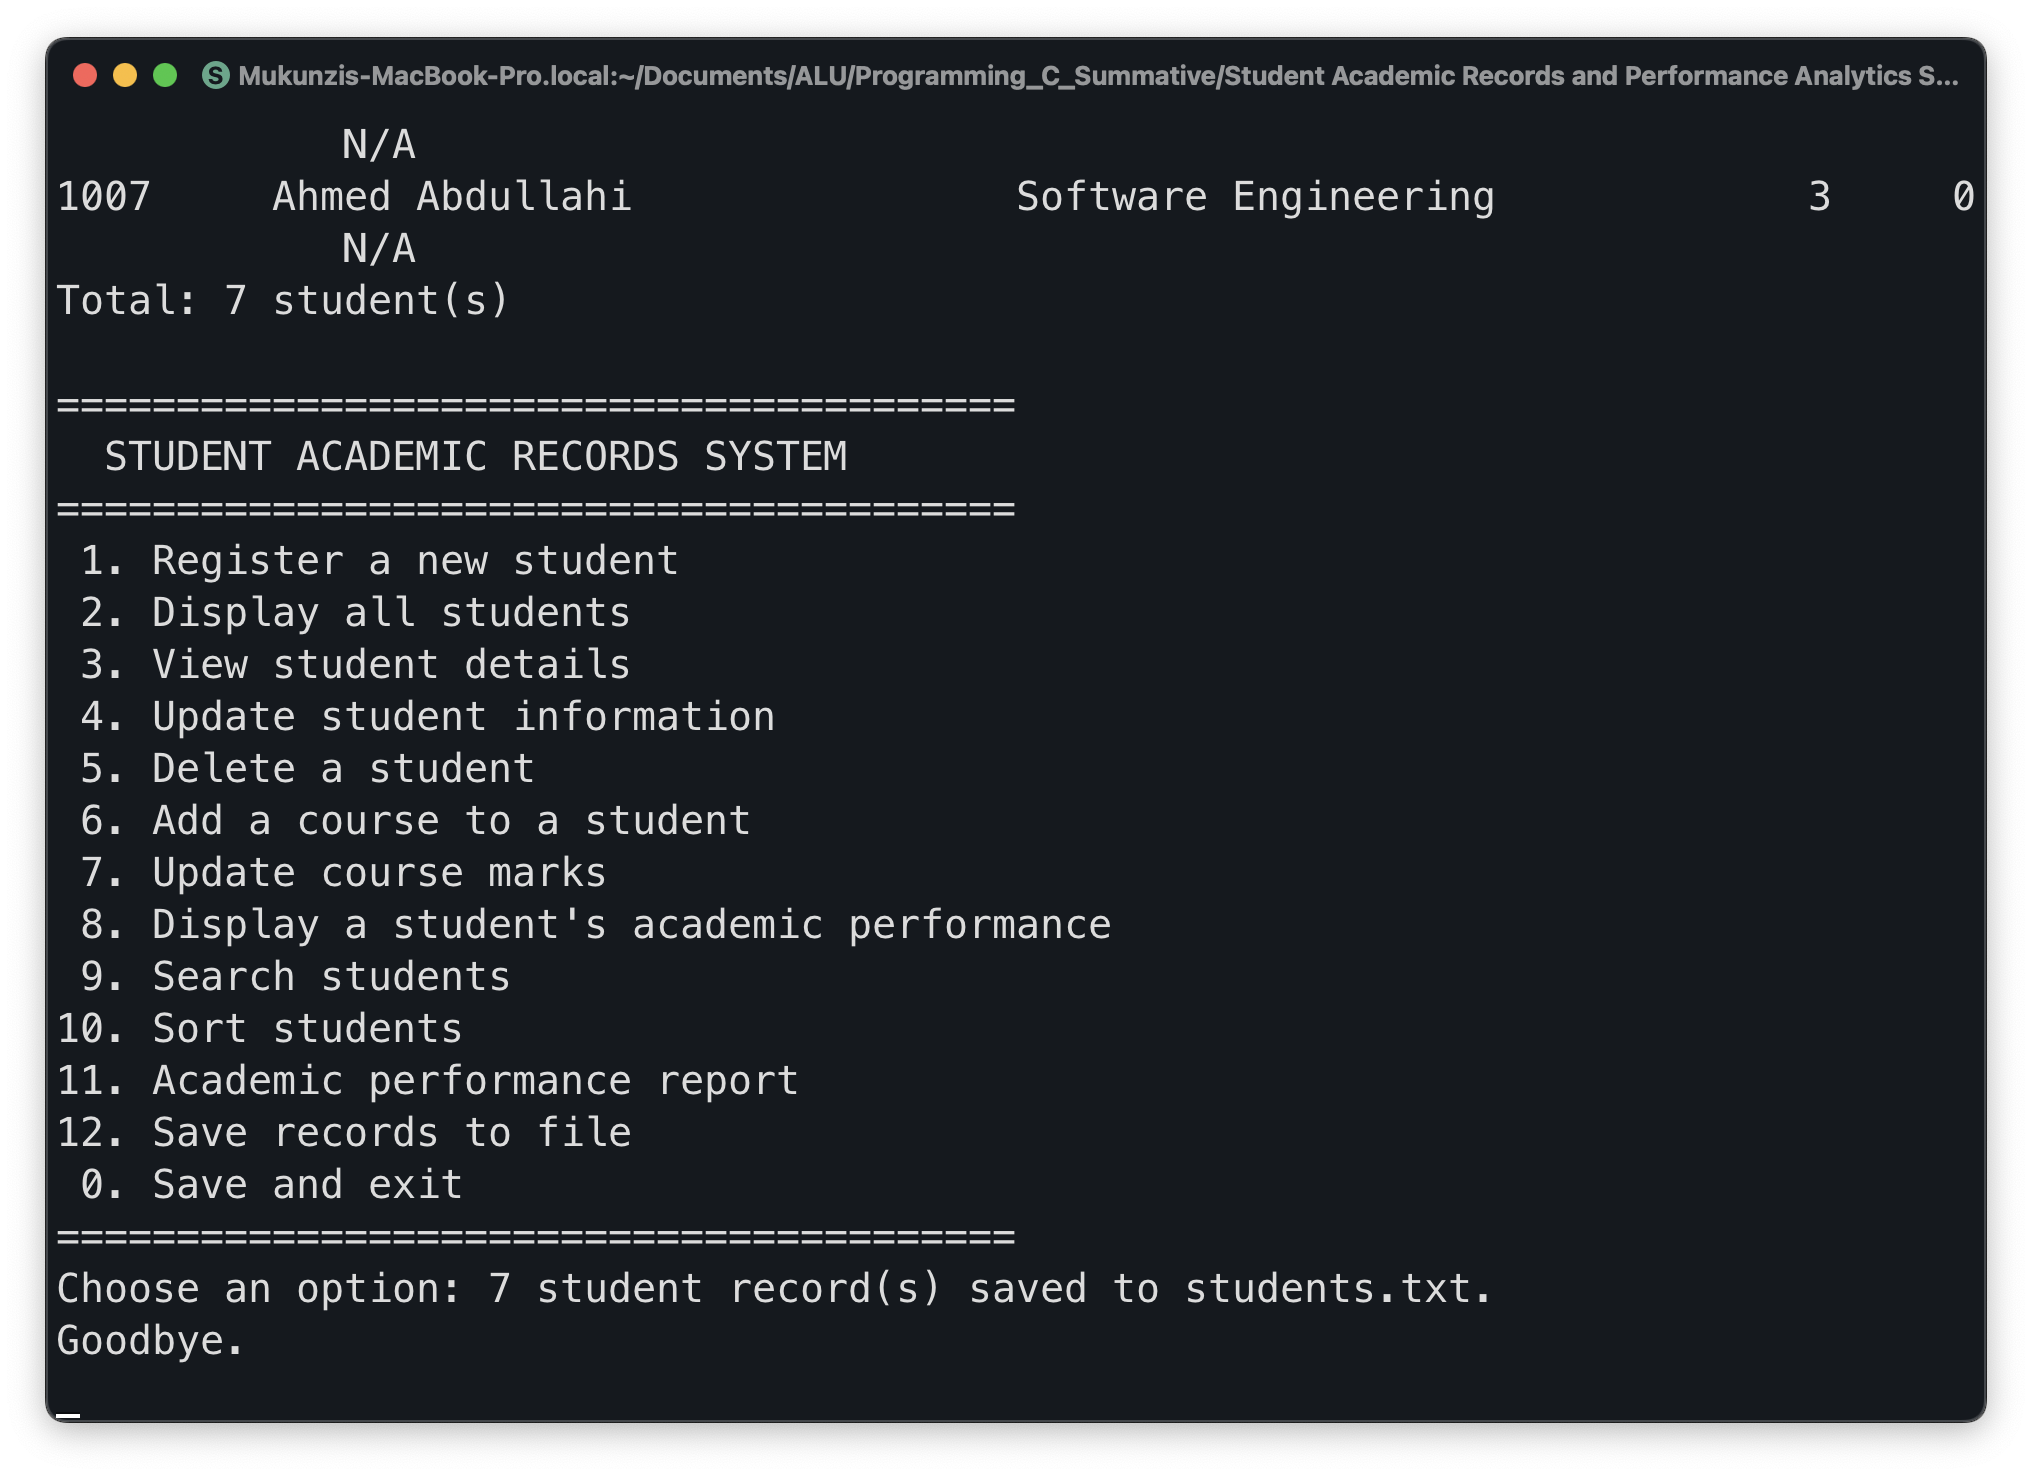 S Mukunzis-MacBook-Pro.local:~/Documents/ALU/Programming_C_Summative/Student Academic Records and Performance Analytics S...
N/A
1007     Ahmed Abdullahi                Software Engineering             3     0
N/A
Total: 7 student(s)
========================================
  STUDENT ACADEMIC RECORDS SYSTEM
========================================
 1. Register a new student
 2. Display all students
 3. View student details
 4. Update student information
 5. Delete a student
 6. Add a course to a student
 7. Update course marks
 8. Display a student's academic performance
 9. Search students
10. Sort students
11. Academic performance report
12. Save records to file
 0. Save and exit
========================================
Choose an option: 7 student record(s) saved to students.txt.
Goodbye.